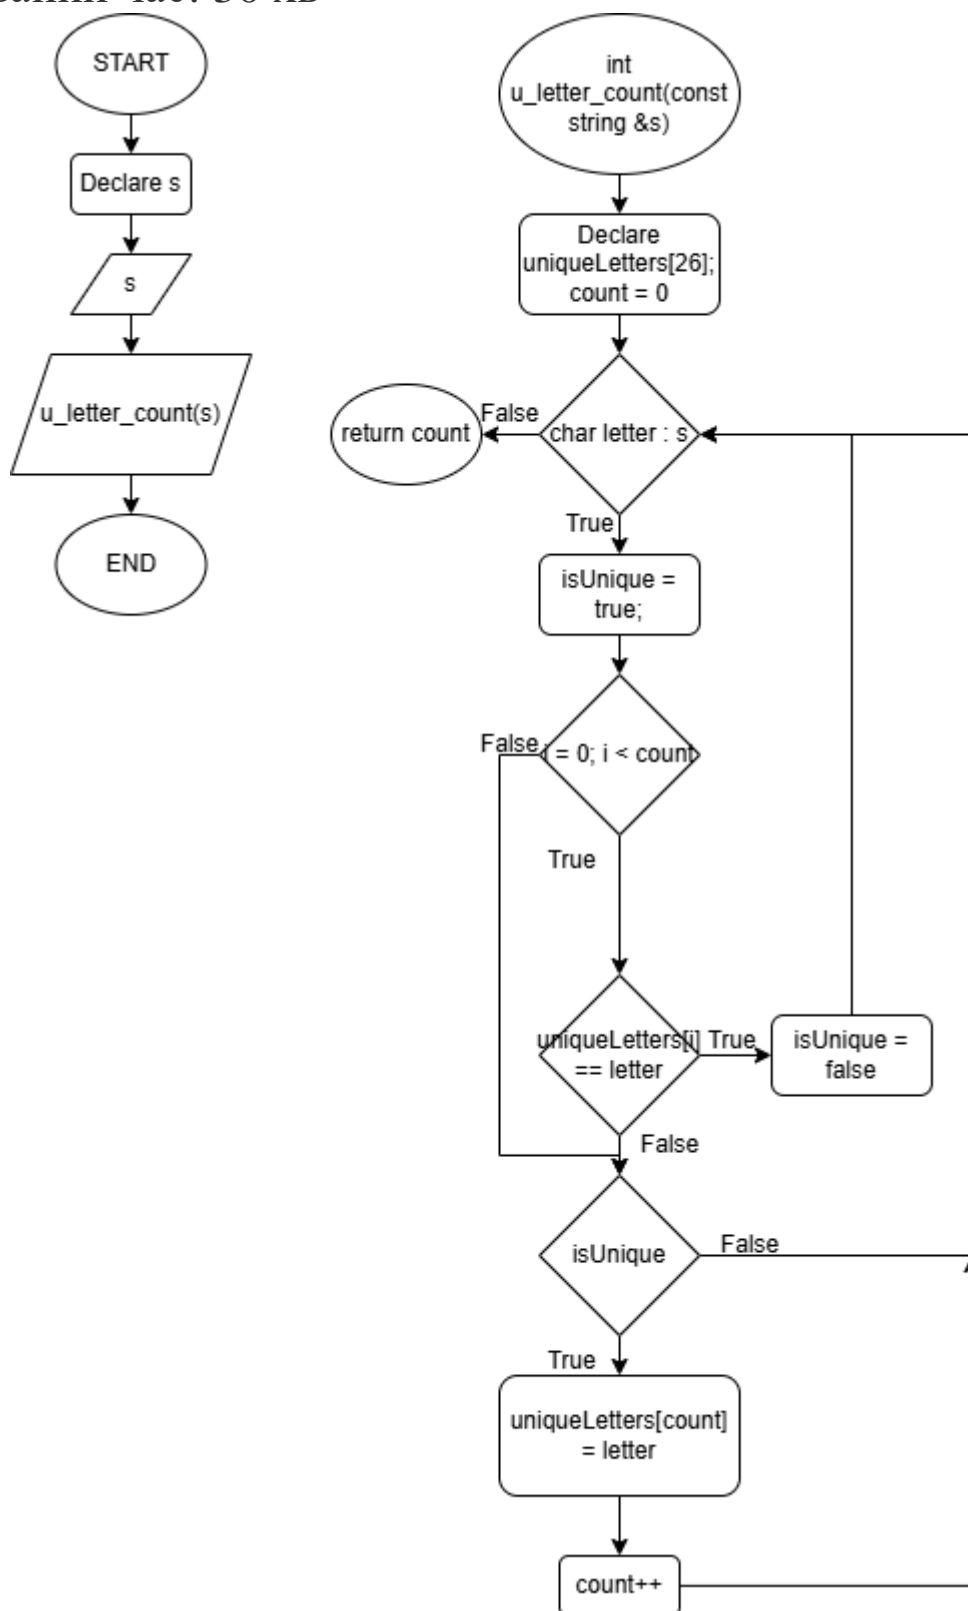 START
Declare s
s
u_letter_count(s)
END
int
u_letter_count(const
string &s)
Declare
uniqueLetters[26];
count = 0
char letter : s
False
return count
True
isUnique =
true;
i = 0; i < count
False
True
uniqueLetters[i]
== letter
True
isUnique =
false
False
isUnique
False
True
uniqueLetters[count]
= letter
count++